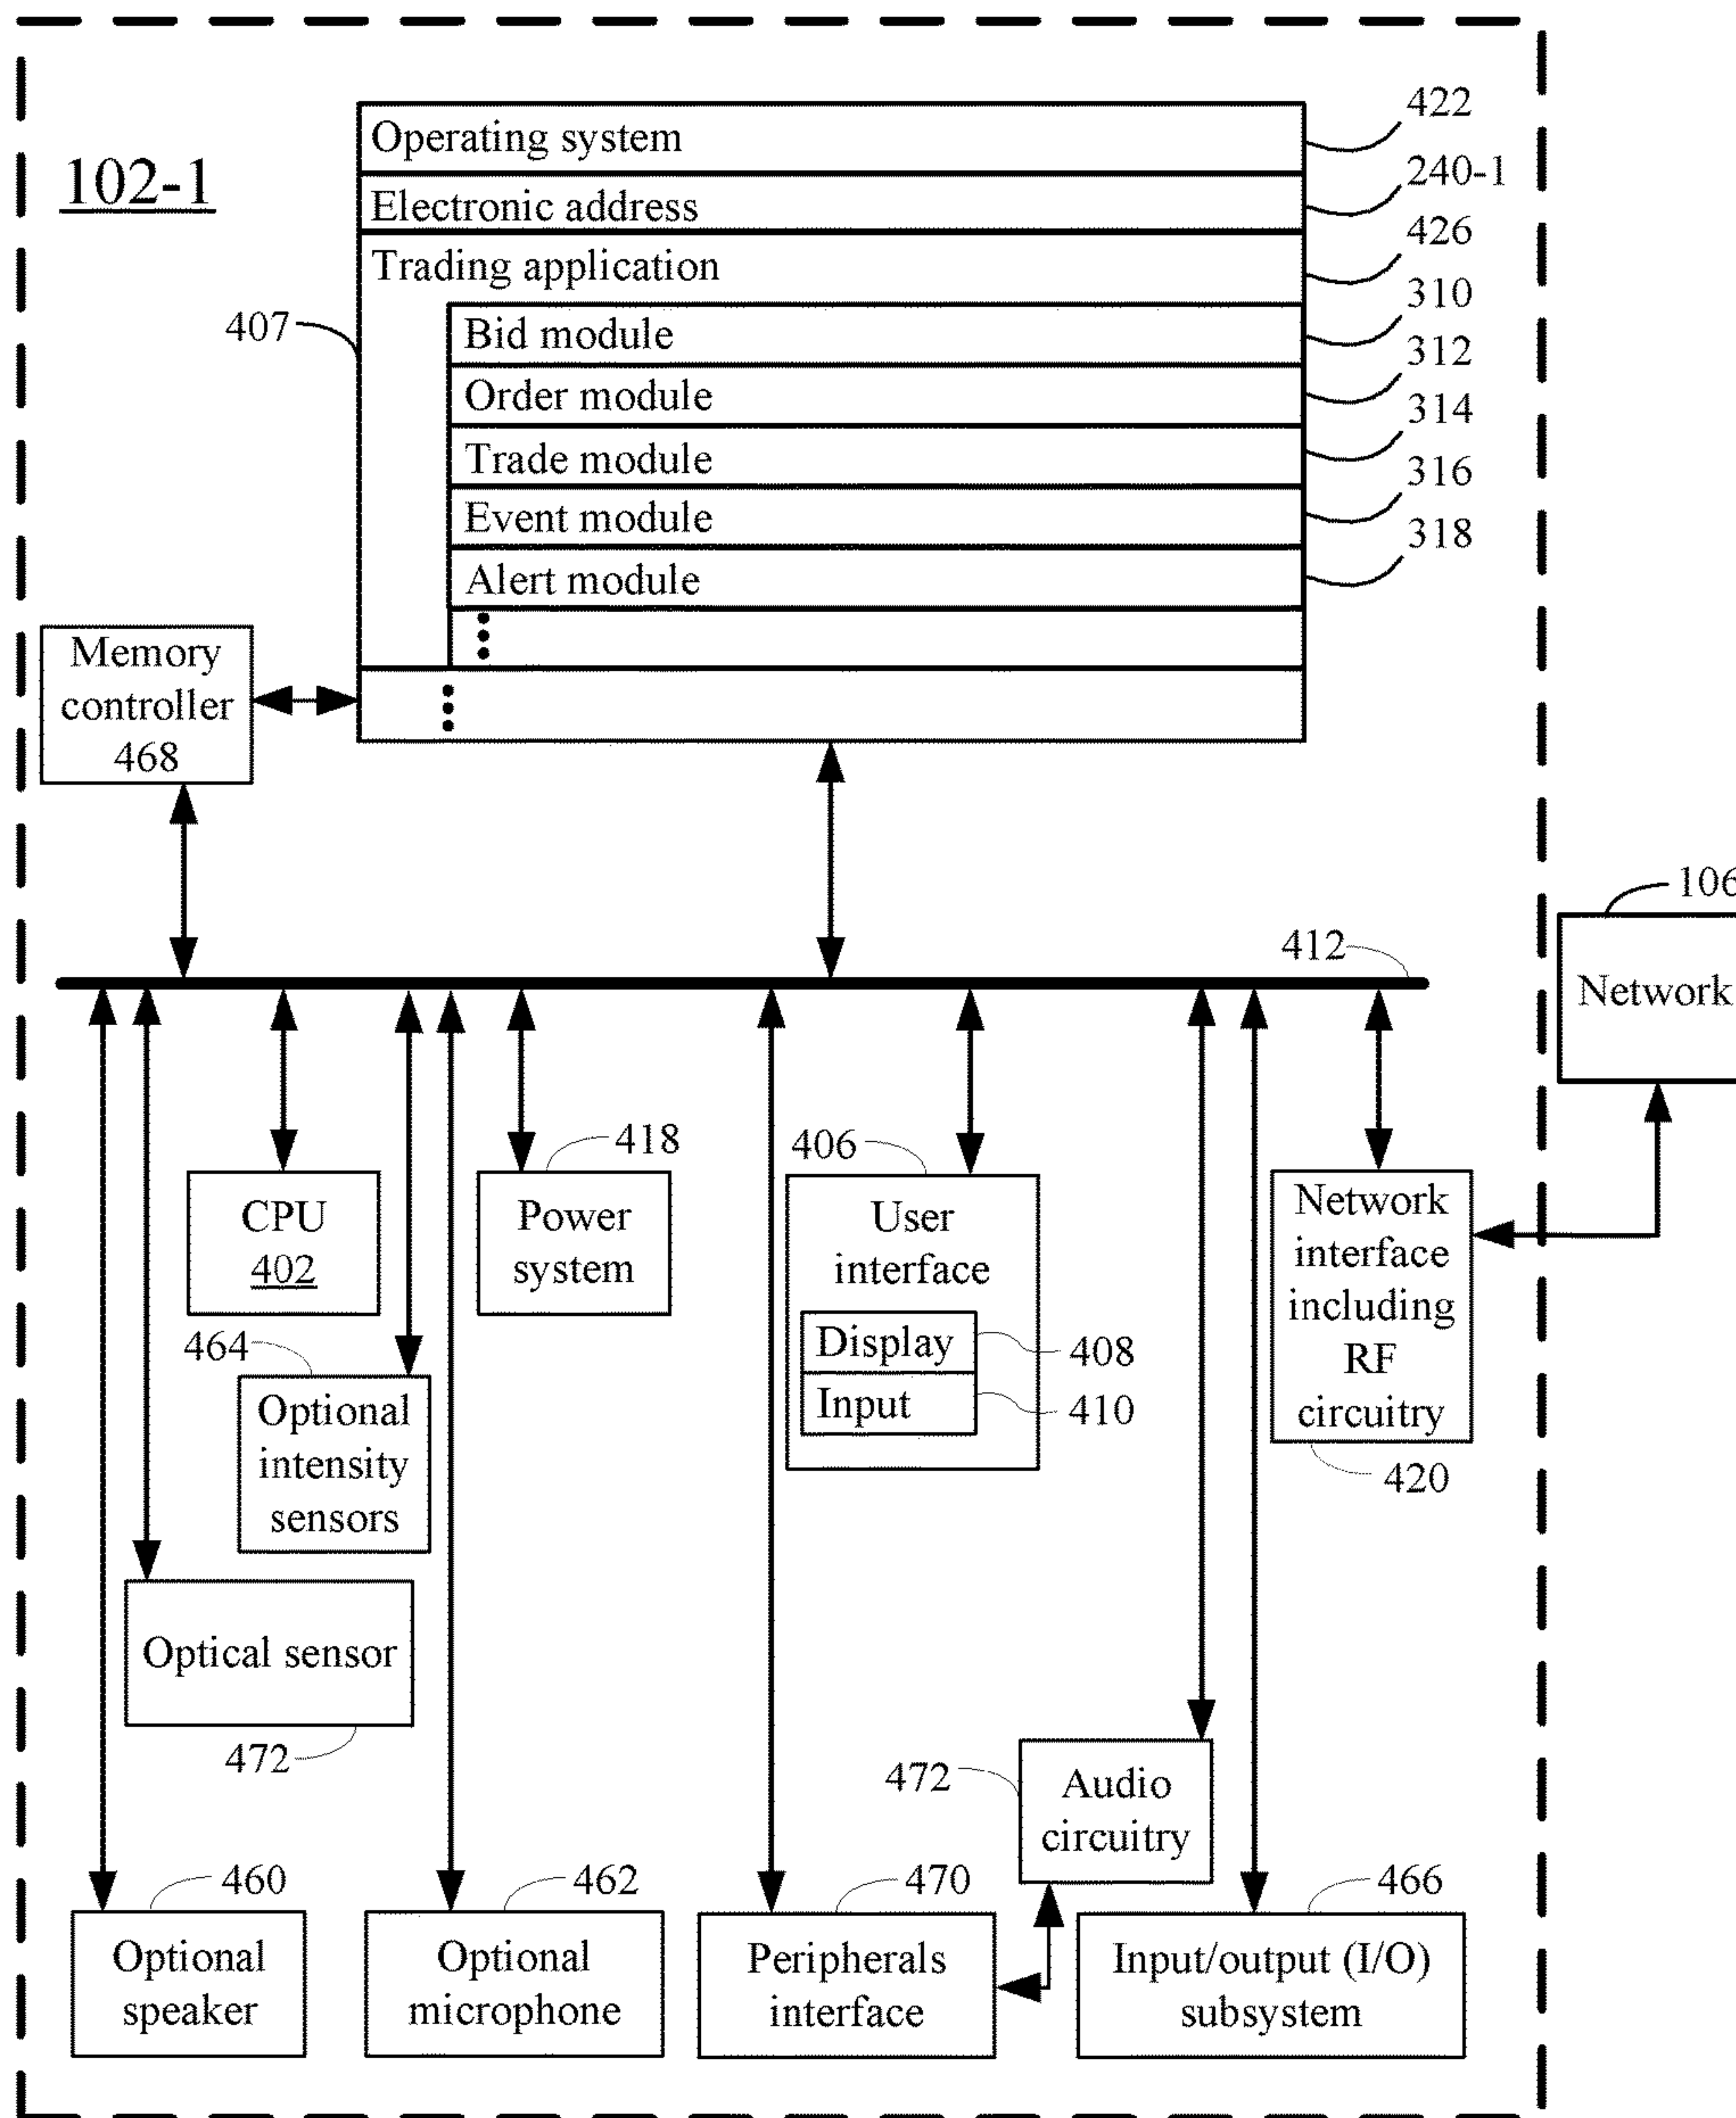 102-1
Operating system
422
Electronic address
240-1
Trading application
426
407
Bid module
310
Order module
312
Trade module
314
Event module
316
Alert module
318
Memory
controller
468
106
Network
412
CPU
402
418
Power
system
406
User
interface
Display
408
Input
410
Network
interface
including
RF
circuitry
420
464
Optional
intensity
sensors
Optical sensor
472
472
Audio
circuitry
460
Optional
speaker
462
Optional
microphone
470
Peripherals
interface
466
Input/output (I/O)
subsystem